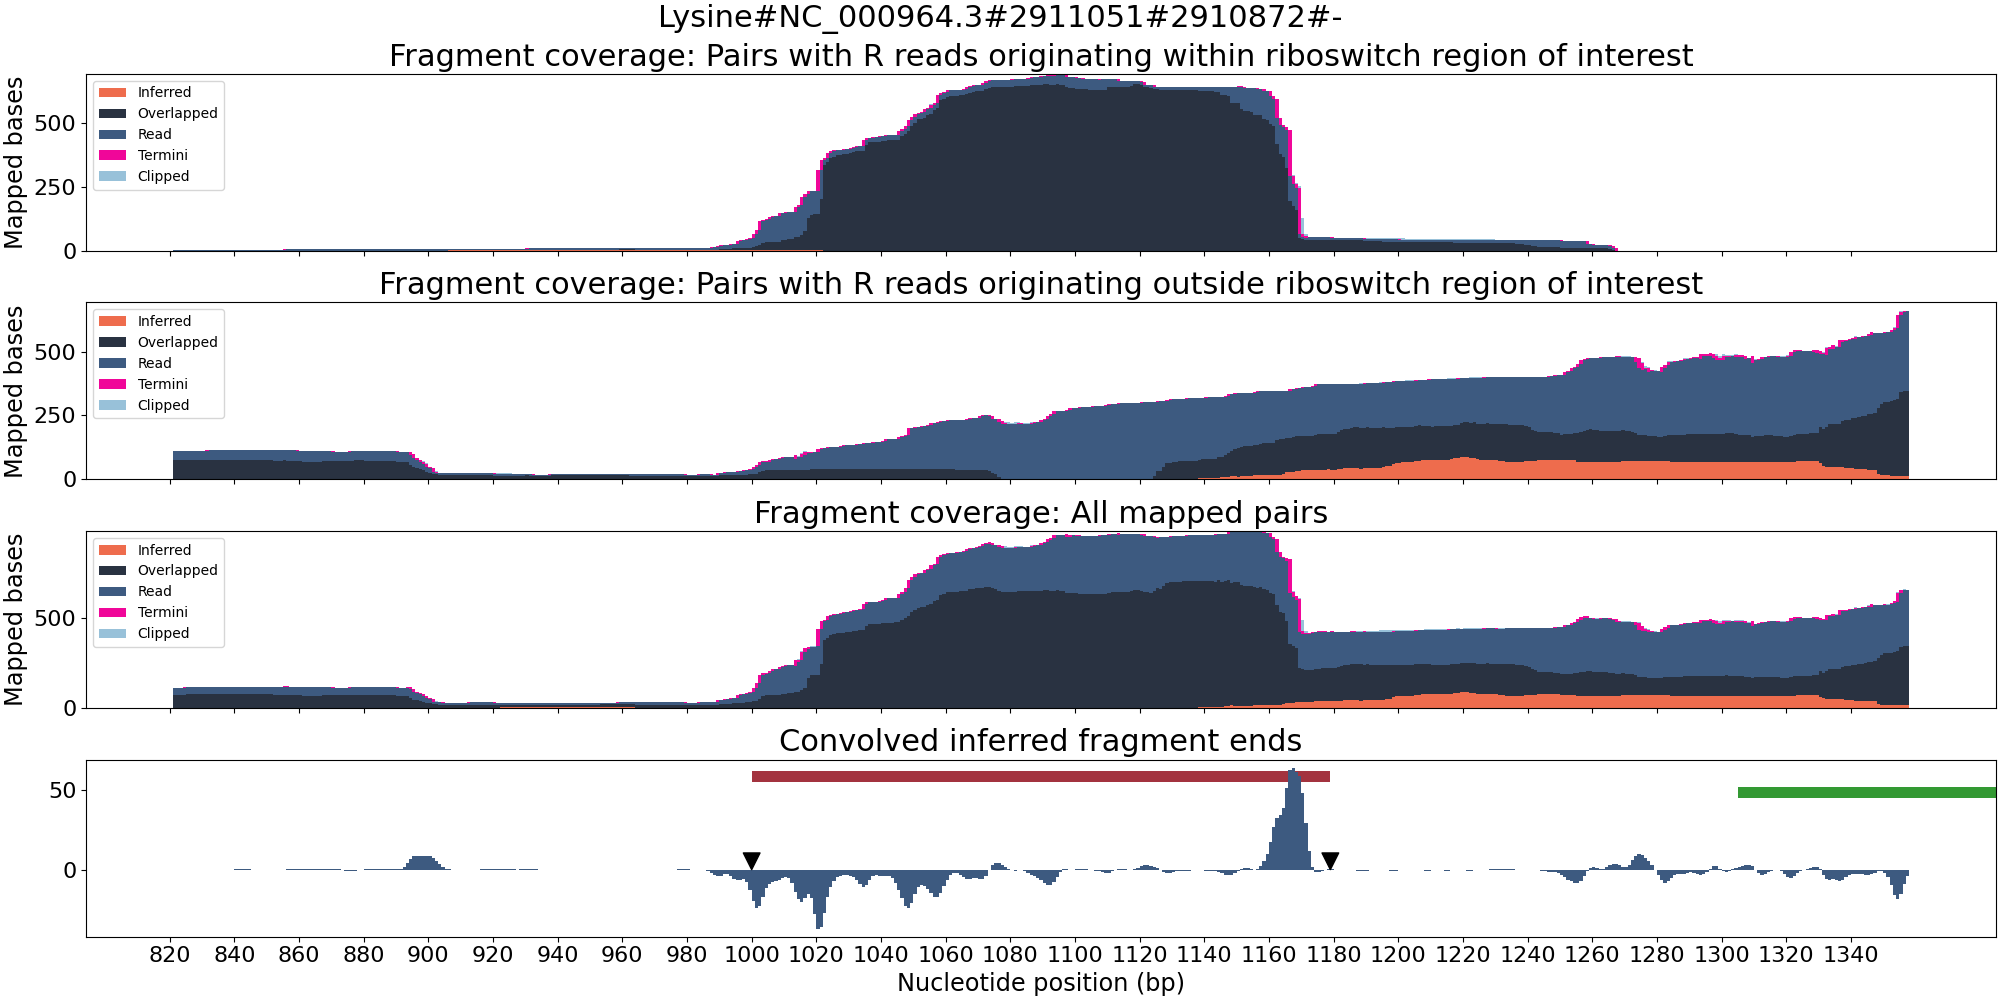 Lysine#NC_000964.3#2911051#2910872#-
Fragment coverage: Pairs with R reads originating within riboswitch region of interest
Mapped bases
500
250
0
Inferred
Overlapped
Read
Termini
Clipped
Fragment coverage: Pairs with R reads originating outside riboswitch region of interest
Mapped bases
500
250
0
Inferred
Overlapped
Read
Termini
Clipped
Fragment coverage: All mapped pairs
Mapped bases
500
0
Inferred
Overlapped
Read
Termini
Clipped
Convolved inferred fragment ends
50
0
820 840 860 880 900 920 940 960 980 1000 1020 1040 1060 1080 1100 1120 1140 1160 1180 1200 1220 1240 1260 1280 1300 1320 1340
Nucleotide position (bp)